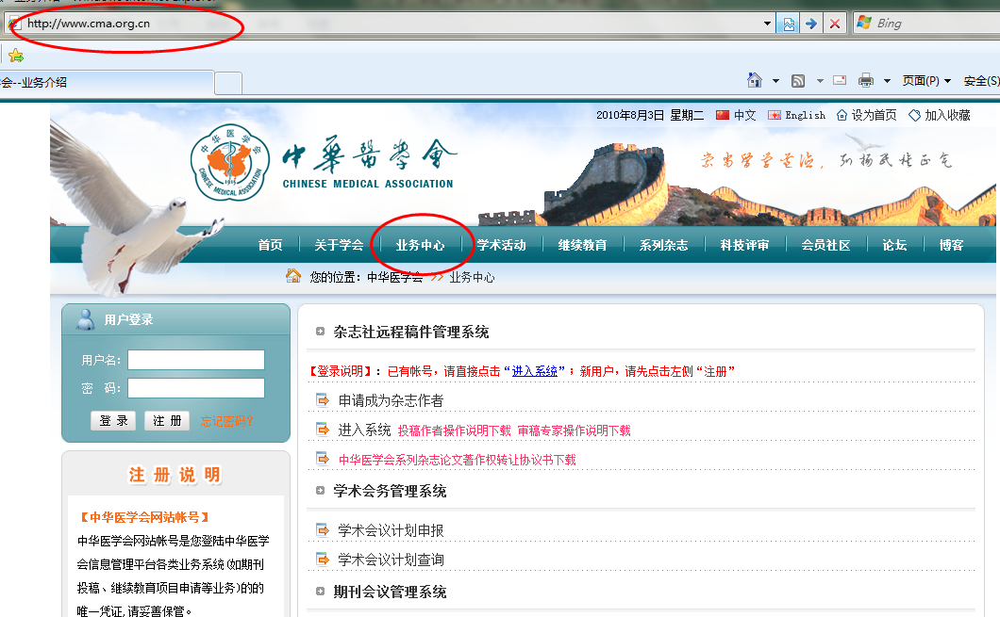 http://www.cma.org.cn
Bing
会--业务介绍
页面(P)
安全(S)
2010年8月3日 星期二 中文 English 设为首页 加入收藏
中华医学会
CHINESE MEDICAL ASSOCIATION
1915
中華醫學會
CHINESE MEDICAL ASSOCIATION
首页 关于学会 业务中心 学术活动 继续教育 系列杂志 科技评审 会员社区 论坛 博客
您的位置：中华医学会 >> 业务中心
用户登录
用户名：
密 码：
登 录 注 册 忘记密码?
注 册 说 明
【中华医学会网站帐号】
中华医学会网站帐号是您登陆中华医学
会信息管理平台各类业务系统(如期刊
投稿、继续教育项目申请等业务)的的
唯一凭证,请妥善保管。
杂志社远程稿件管理系统
【登录说明】：已有帐号，请直接点击“进入系统”；新用户，请先点击左侧“注册”
申请成为杂志作者
进入系统 投稿作者操作说明下载 审稿专家操作说明下载
中华医学会系列杂志论文著作权转让协议书下载
学术会务管理系统
学术会议计划申报
学术会议计划查询
期刊会议管理系统